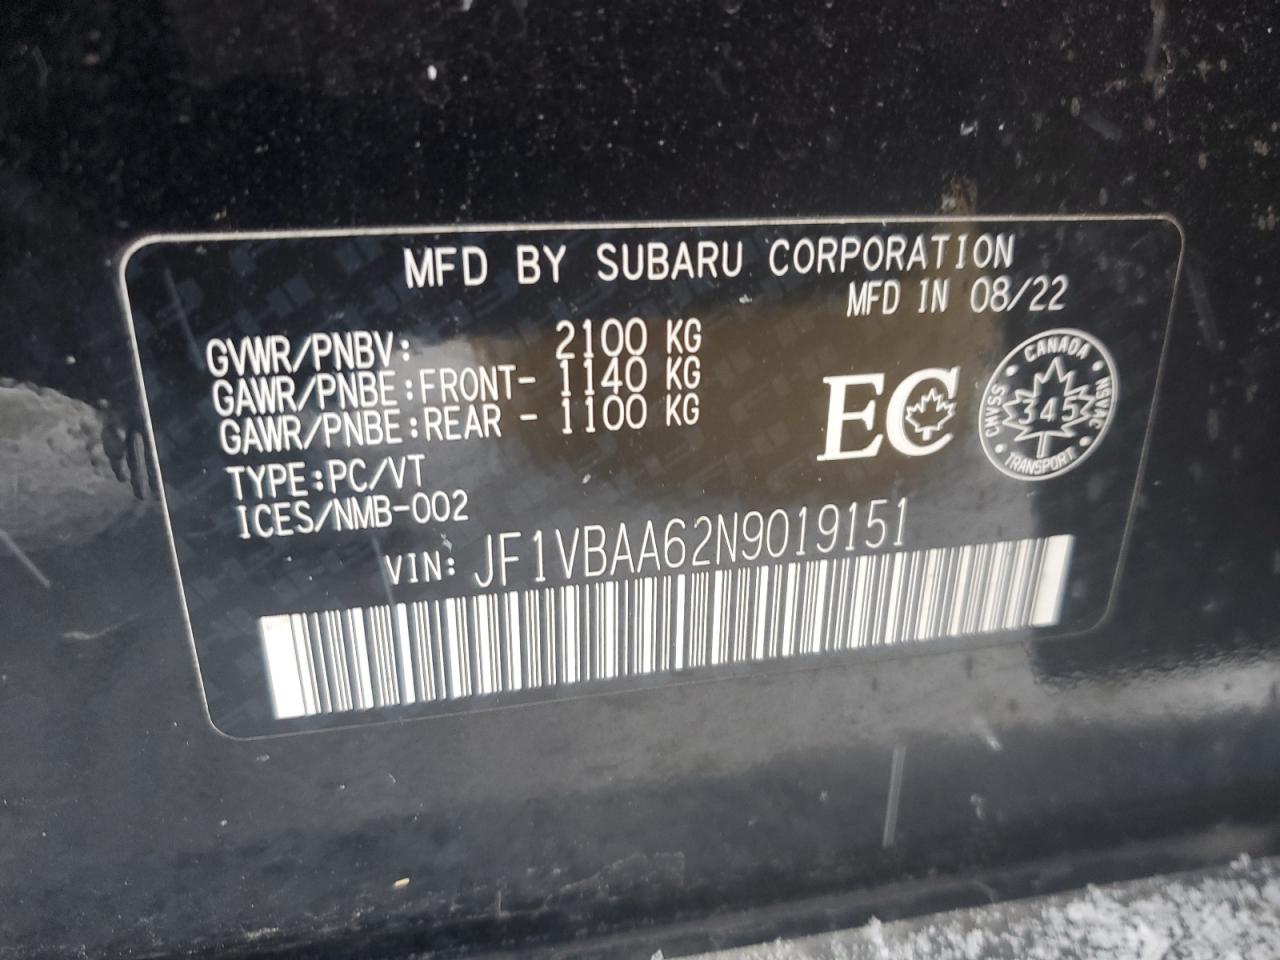 MFD BY SUBARU CORPORATION
MFD IN 08/22
GVWR/PNBV: 2100 KG
GAWR/PNBE:FRONT- 1140 KG
GAWR/PNBE:REAR - 1100 KG
TYPE:PC/VT
ICES/NMB-002
EC
CANADA
CMVSS
NSVAC
345
TRANSPORT
VIN: JF1VBAA62N9019151